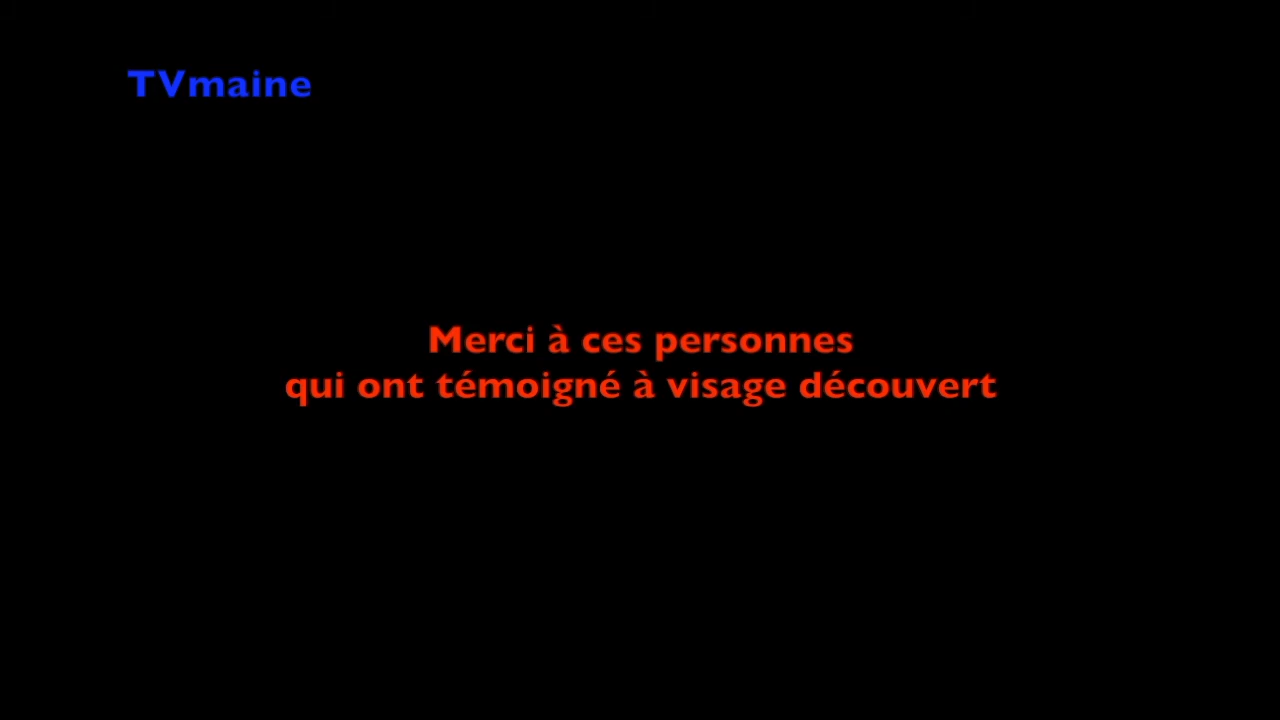 TVmaine
Merci à ces personnes
qui ont témoigné à visage découvert